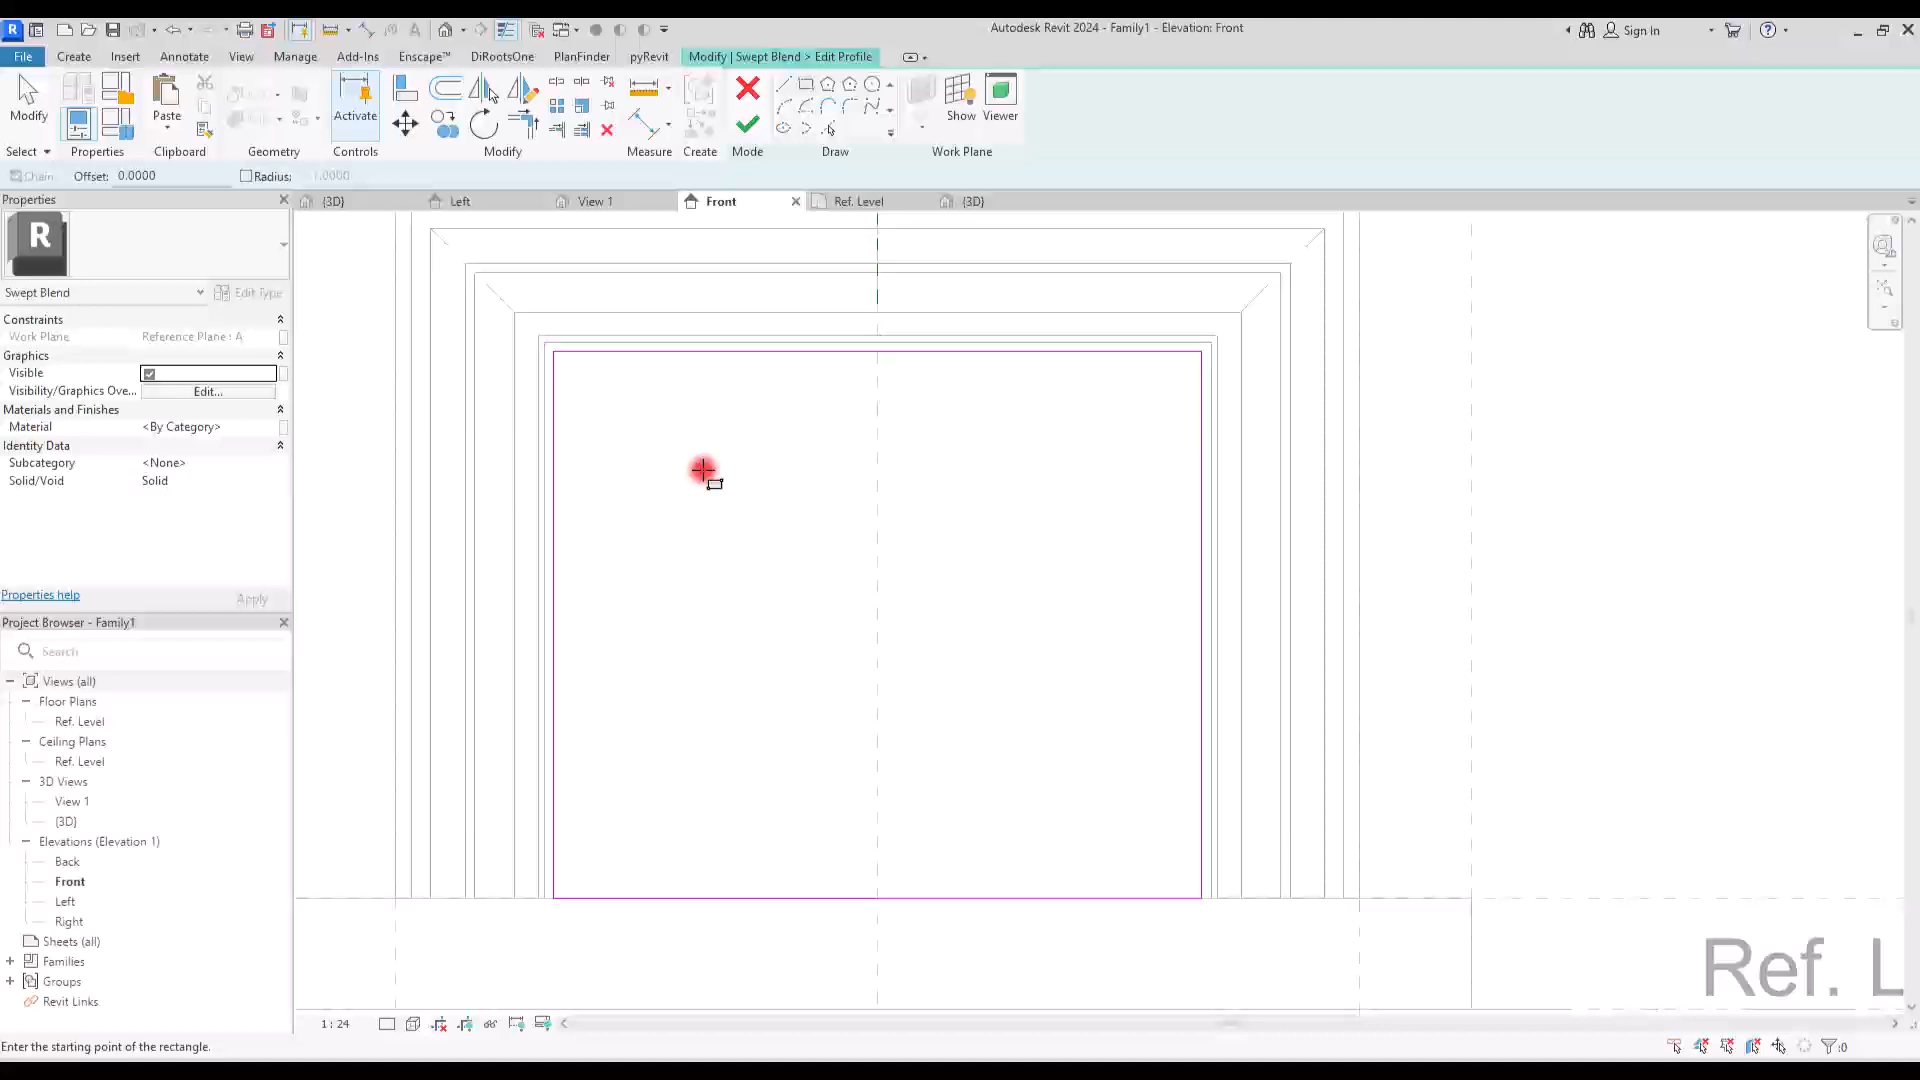 Autodesk Revit 2024 - Family1 - Elevation: Front
Sign In
File Create Insert Annotate View Manage Add-Ins Enscape™ DiRootsOne PlanFinder pyRevit Modify | Swept Blend > Edit Profile
Modify
Paste
Activate
Show Viewer
Select Properties Clipboard Geometry Controls Modify Measure Create Mode Draw Work Plane
Chain Offset: 0.0000 Radius: 1.0000
Properties
{3D} Left View 1 Front Ref. Level {3D}
R
Swept Blend Edit Type
Constraints
Work Plane Reference Plane : A
Graphics
Visible
Visibility/Graphics Ove... Edit...
Materials and Finishes
Material <By Category>
Identity Data
Subcategory <None>
Solid/Void Solid
Properties help Apply
Project Browser - Family1
Search
Views (all)
Floor Plans
Ref. Level
Ceiling Plans
Ref. Level
3D Views
View 1
{3D}
Elevations (Elevation 1)
Back
Front
Left
Right
Sheets (all)
Families
Groups
Revit Links
Ref. L
1 : 24
Enter the starting point of the rectangle.
:0